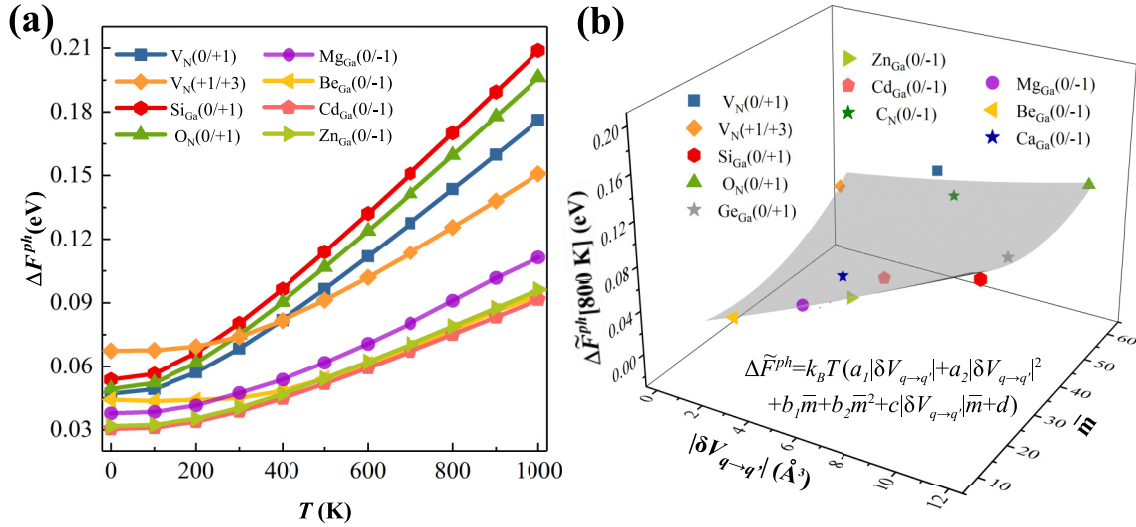 (a)
0.21
0.18
0.15
0.12
0.09
0.06
0.03
ΔF^ph (eV)
V_N(0/+1)
V_N(+1/+3)
Si_Ga(0/+1)
O_N(0/+1)
Mg_Ga(0/-1)
Be_Ga(0/-1)
Cd_Ga(0/-1)
Zn_Ga(0/-1)
0 200 400 600 800 1000
T (K)
(b)
Zn_Ga(0/-1)
Cd_Ga(0/-1)
C_N(0/-1)
Mg_Ga(0/-1)
Be_Ga(0/-1)
Ca_Ga(0/-1)
V_N(0/+1)
V_N(+1/+3)
Si_Ga(0/+1)
O_N(0/+1)
Ge_Ga(0/+1)
0.20
0.16
0.12
0.08
0.04
0.00
ΔF̃^ph[800 K] (eV)
ΔF̃^ph=k_BT(a_1|δV_q→q'|+a_2|δV_q→q'|^2
+b_1m̄+b_2m̄^2+c|δV_q→q'|m̄+d)
0 2 4 6 8 10 12
|δV_q→q'| (Å^3)
10 20 30 40 50 60
m̄